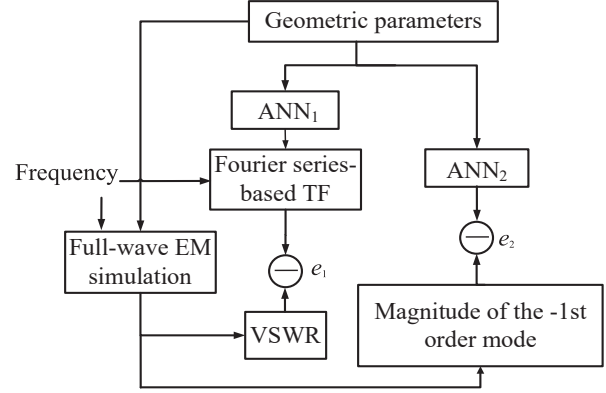 Geometric parameters
ANN₁
Frequency
Fourier series-
based TF
ANN₂
Full-wave EM
simulation
e₁
e₂
VSWR
Magnitude of the -1st
order mode